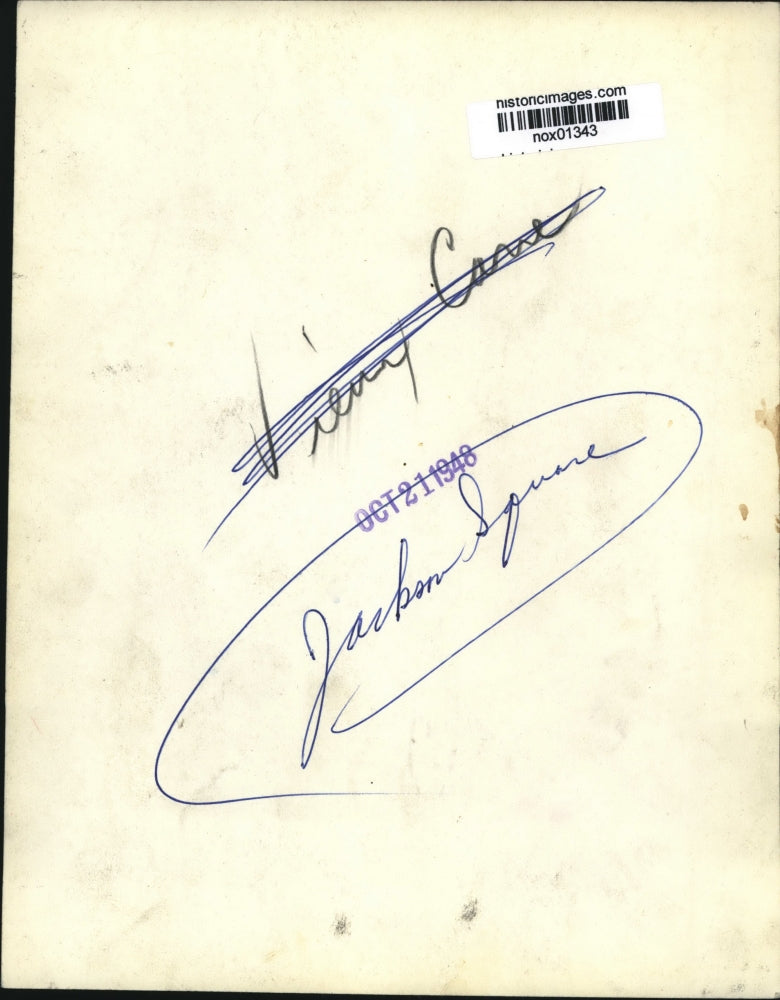 historicimages.com
nox01343
Vieux Carre
OCT 21 1948
Jackson Square